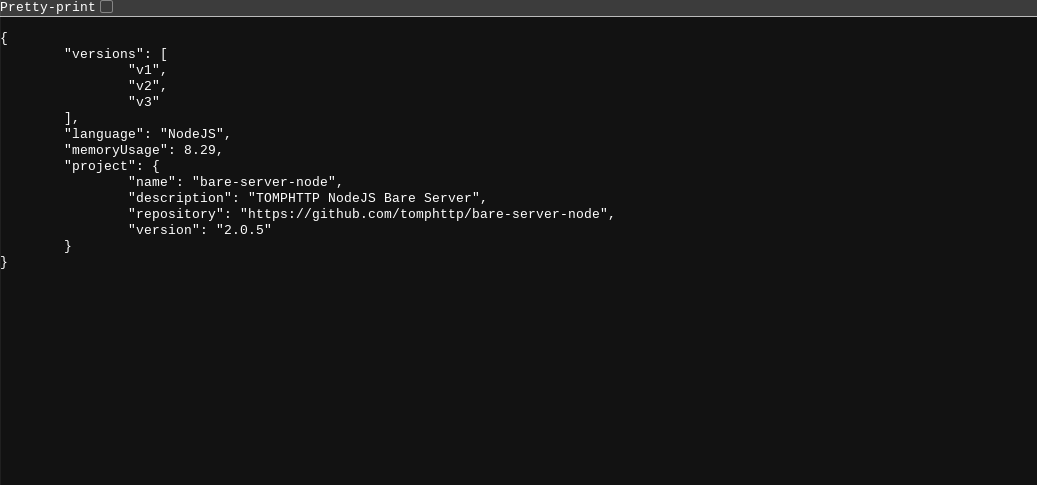 Pretty-print
{
	"versions": [
		"v1",
		"v2",
		"v3"
	],
	"language": "NodeJS",
	"memoryUsage": 8.29,
	"project": {
		"name": "bare-server-node",
		"description": "TOMPHTTP NodeJS Bare Server",
		"repository": "https://github.com/tomphttp/bare-server-node",
		"version": "2.0.5"
	}
}